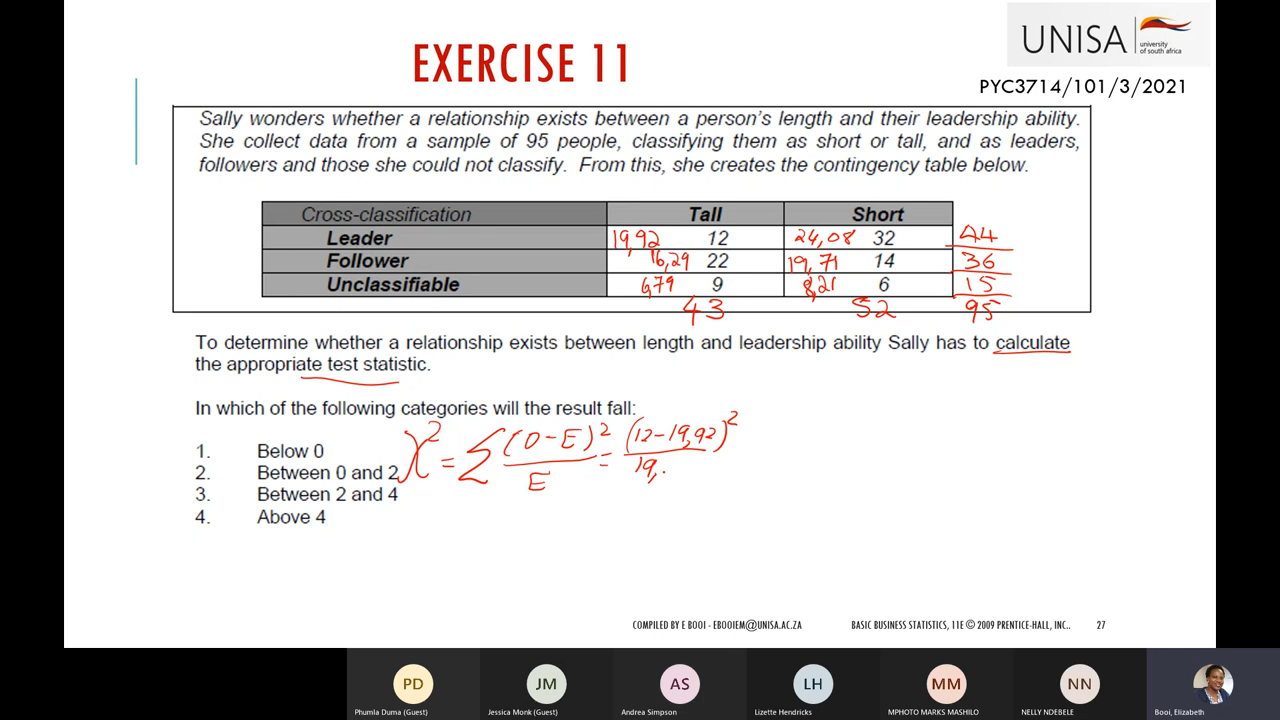 EXERCISE 11
UNISA university of south africa
PYC3714/101/3/2021
Sally wonders whether a relationship exists between a person's length and their leadership ability.
She collect data from a sample of 95 people, classifying them as short or tall, and as leaders,
followers and those she could not classify. From this, she creates the contingency table below.
Cross-classification Tall Short
Leader 19,92 12 24,08 32 44
Follower 16,29 22 19,71 14 36
Unclassifiable 6,79 9 8,21 6 15
43 52 95
To determine whether a relationship exists between length and leadership ability Sally has to calculate
the appropriate test statistic.
In which of the following categories will the result fall:
1. Below 0
2. Between 0 and 2
3. Between 2 and 4
4. Above 4
χ² = Σ (O-E)² / E = (12-19,92)² / 19,.
COMPILED BY E BOOI - EBOOIEM@UNISA.AC.ZA BASIC BUSINESS STATISTICS, 11E © 2009 PRENTICE-HALL, INC.. 27
PD JM AS LH MM NN
Phumla Duma (Guest) Jessica Monk (Guest) Andrea Simpson Lizette Hendricks MPHOTO MARKS MASHILO NELLY NDEBELE Booi, Elizabeth